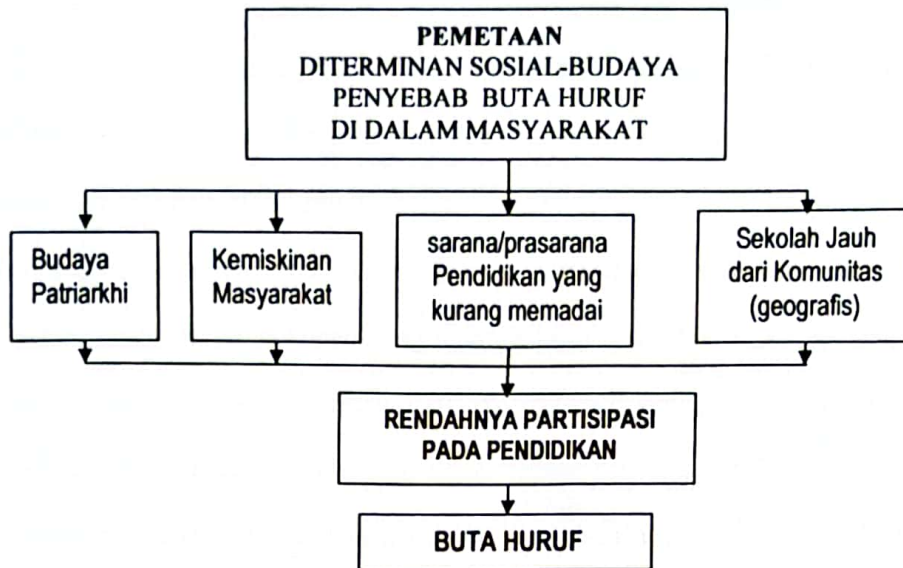 PEMETAAN
DITERMINAN SOSIAL-BUDAYA
PENYEBAB BUTA HURUF
DI DALAM MASYARAKAT
Budaya
Patriarkhi
Kemiskinan
Masyarakat
sarana/prasarana
Pendidikan yang
kurang memadai
Sekolah Jauh
dari Komunitas
(geografis)
RENDAHNYA PARTISIPASI
PADA PENDIDIKAN
BUTA HURUF